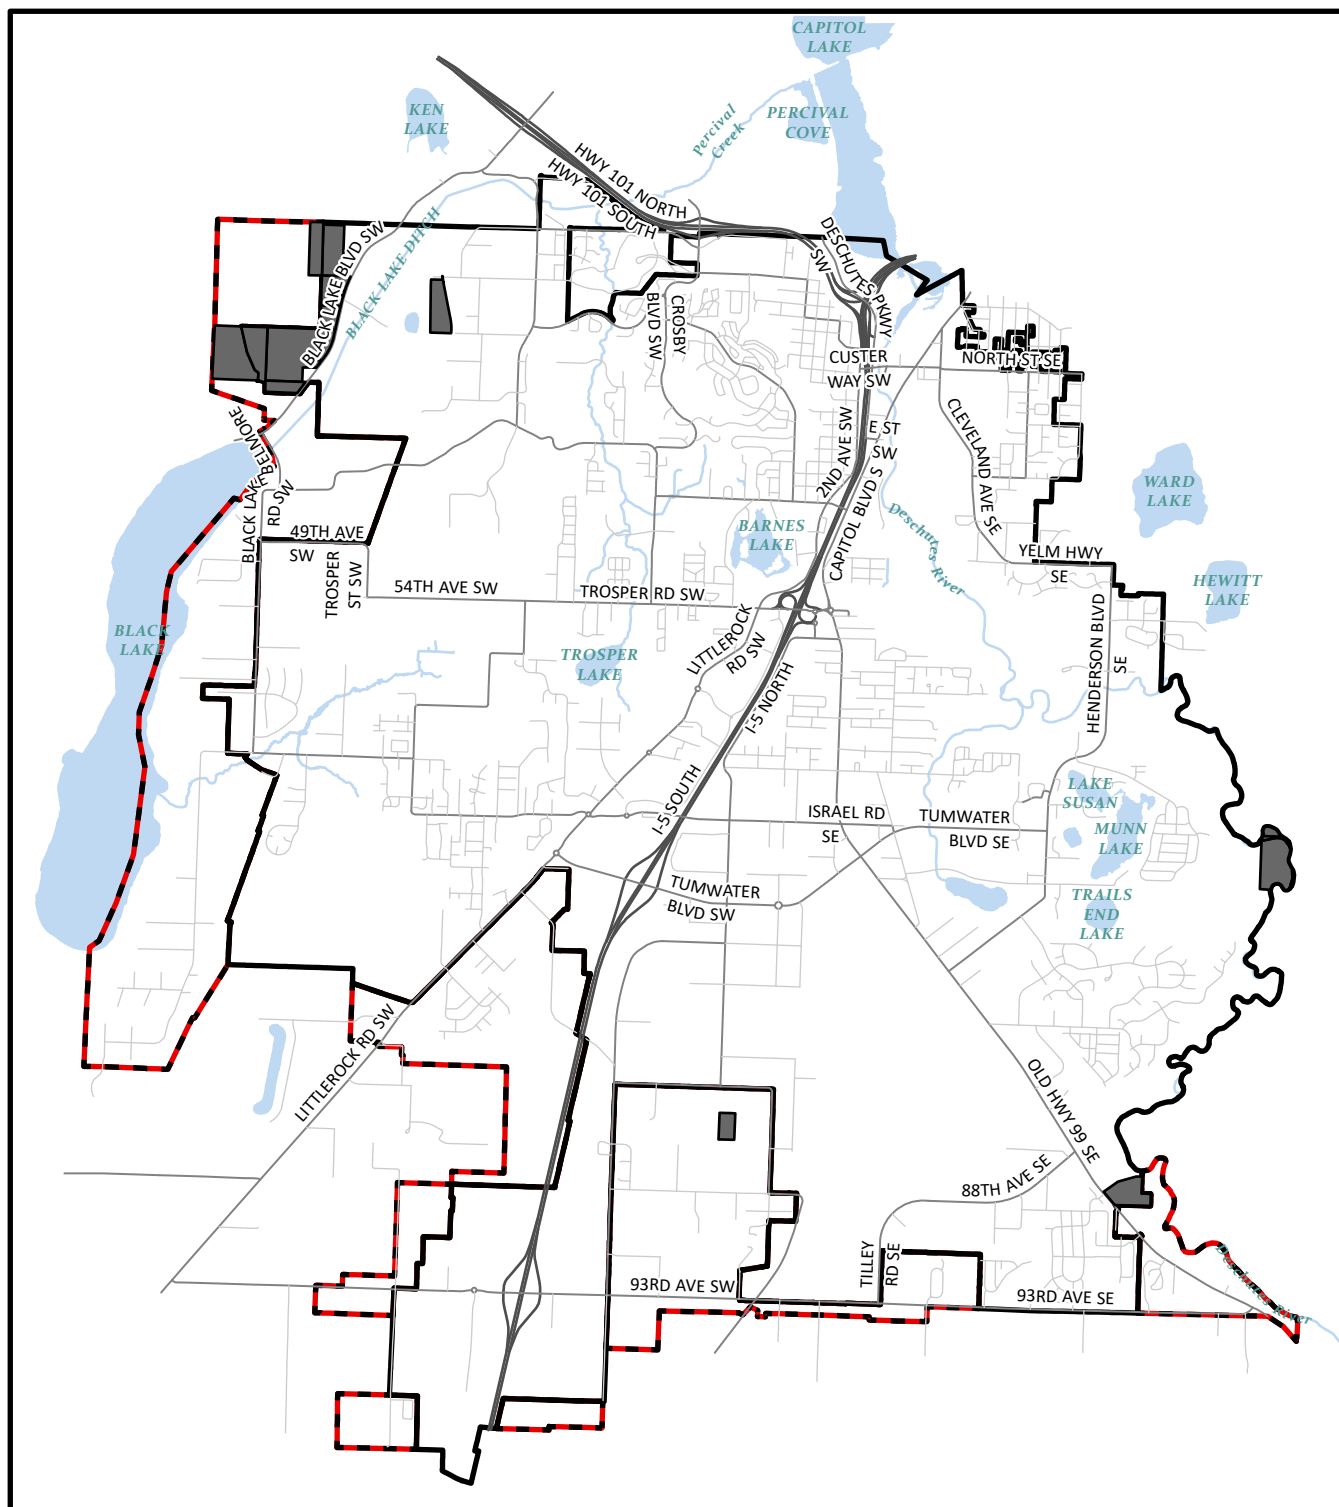 CAPITOL
LAKE
KEN
LAKE
PERCIVAL
COVE
Percival
Creek
HWY 101 NORTH
HWY 101 SOUTH
BLACK LAKE BLVD SW
BLACK LAKE DITCH
DESCHUTES PKWY
SW
CROSBY
BLVD SW
CUSTER
WAY SW
NORTH ST SE
CLEVELAND AVE SE
E ST
SW
2ND AVE SW
CAPITOL BLVD S
BLACK LAKE BELMORE
RD SW
49TH AVE
SW
TROSPER
ST SW
54TH AVE SW
TROSPER RD SW
BARNES
LAKE
Deschutes River
WARD
LAKE
YELM HWY
SE
HEWITT
LAKE
HENDERSON BLVD
SE
BLACK
LAKE
TROSPER
LAKE
LITTLEROCK
RD SW
I-5 NORTH
I-5 SOUTH
LAKE
SUSAN
MUNN
LAKE
ISRAEL RD
SE
TUMWATER
BLVD SE
TUMWATER
BLVD SW
TRAILS
END
LAKE
LITTLEROCK RD SW
OLD HWY 99 SE
88TH AVE SE
TILLEY
RD SE
93RD AVE SW
93RD AVE SE
Deschutes River